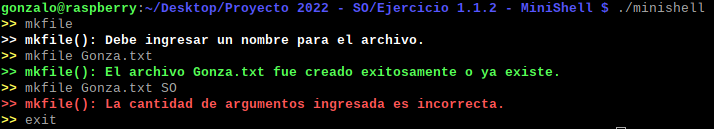 gonzalo@raspberry:~/Desktop/Proyecto 2022 - SO/Ejercicio 1.1.2 - MiniShell $ ./minishell
>> mkfile
>> mkfile(): Debe ingresar un nombre para el archivo.
>> mkfile Gonza.txt
>> mkfile(): El archivo Gonza.txt fue creado exitosamente o ya existe.
>> mkfile Gonza.txt SO
>> mkfile(): La cantidad de argumentos ingresada es incorrecta.
>> exit